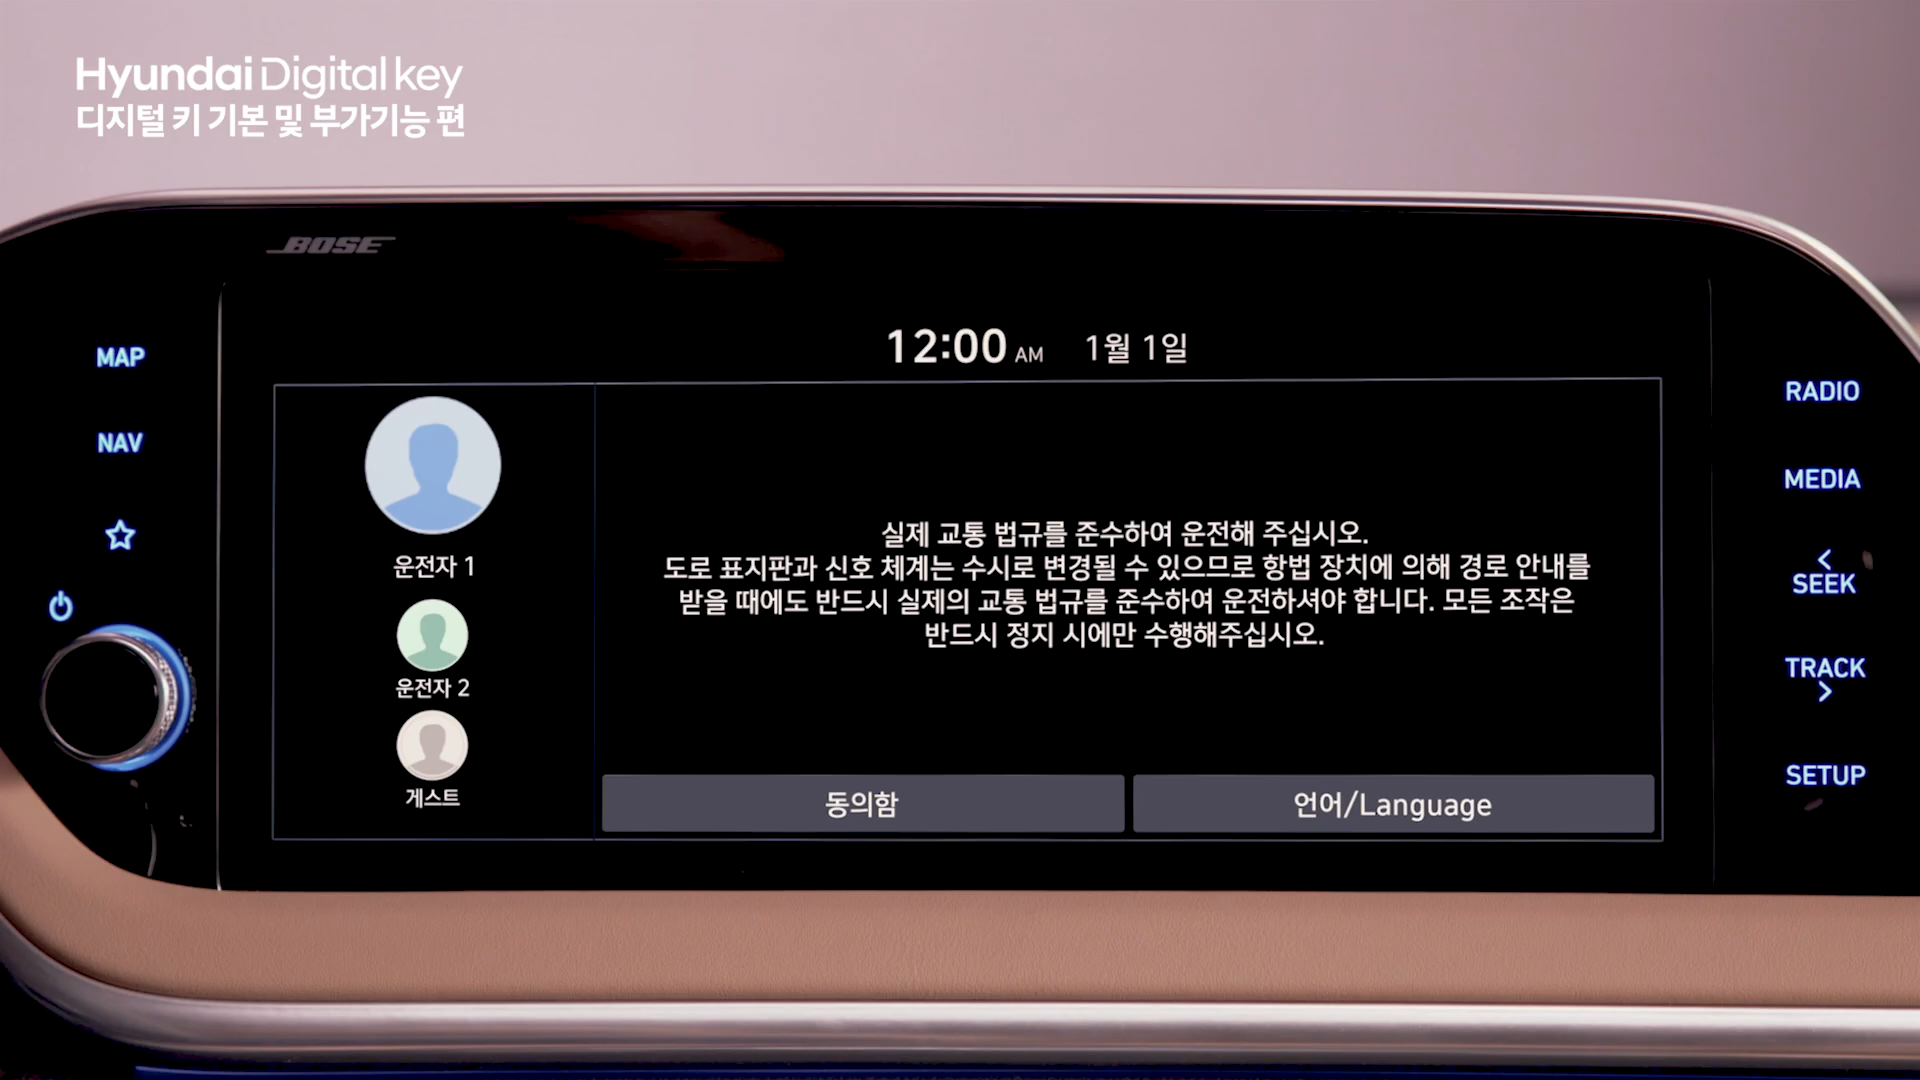 Hyundai Digital key
디지털 키 기본 및 부가기능 편
BOSE
12:00 AM 1월 1일
MAP
NAV
운전자 1
운전자 2
게스트
실제 교통 법규를 준수하여 운전해 주십시오.
도로 표지판과 신호 체계는 수시로 변경될 수 있으므로 항법 장치에 의해 경로 안내를
받을 때에도 반드시 실제의 교통 법규를 준수하여 운전하셔야 합니다. 모든 조작은
반드시 정지 시에만 수행해주십시오.
동의함
언어/Language
RADIO
MEDIA
<
SEEK
TRACK
>
SETUP